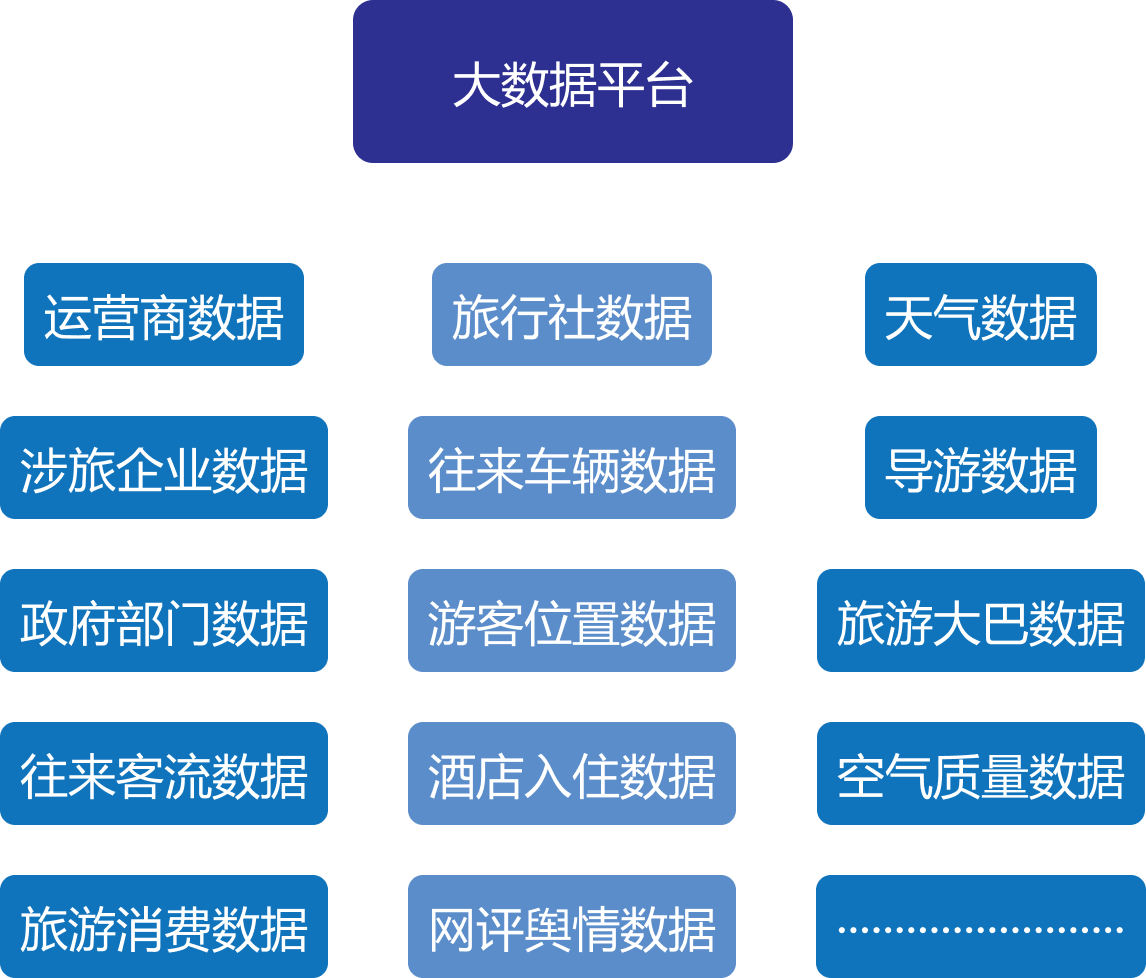 大数据平台
运营商数据
旅行社数据
天气数据
涉旅企业数据
往来车辆数据
导游数据
政府部门数据
游客位置数据
旅游大巴数据
往来客流数据
酒店入住数据
空气质量数据
旅游消费数据
网评舆情数据
.........................